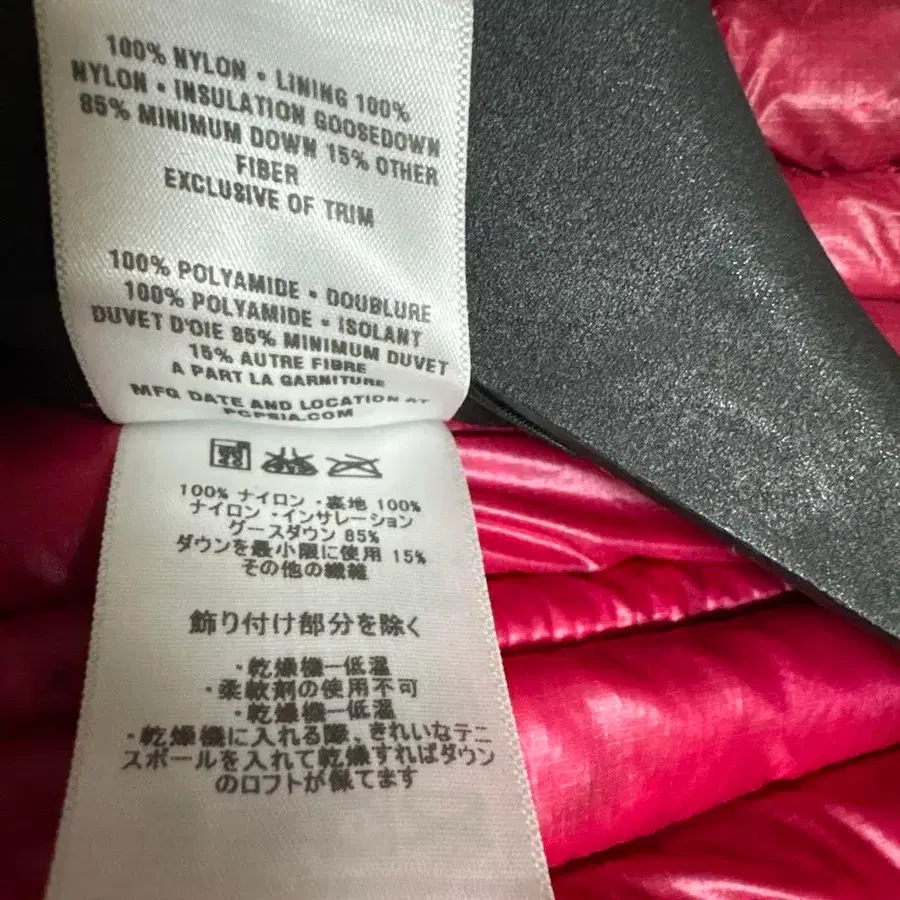 100% NYLON • LINING 100%
NYLON • INSULATION GOOSEDOWN
85% MINIMUM DOWN 15% OTHER
FIBER
EXCLUSIVE OF TRIM
100% POLYAMIDE • DOUBLURE
100% POLYAMIDE • ISOLANT
DUVET D'OIE 85% MINIMUM DUVET
15% AUTRE FIBRE
A PART LA GARNITURE
MFG DATE AND LOCATION AT
PCPSIA.COM
100% ナイロン・裏地 100%
ナイロン・インサレーション
グースダウン 85%
ダウンを最小限に使用 15%
その他の繊維
飾り付け部分を除く
・乾燥機ー低温
・柔軟剤の使用不可
・乾燥機ー低温
・乾燥機に入れる際、きれいなテニ
スボールを入れて乾燥すればダウン
のロフトが保てます